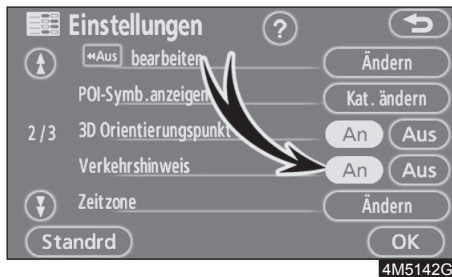 Einstellungen ?
◂◂Aus bearbeiten Ändern
POI-Symb.anzeigen Kat. ändern
2/3 3D Orientierungspunkt An Aus
Verkehrshinweis An Aus
Zeitzone Ändern
Standrd OK
4M5142G